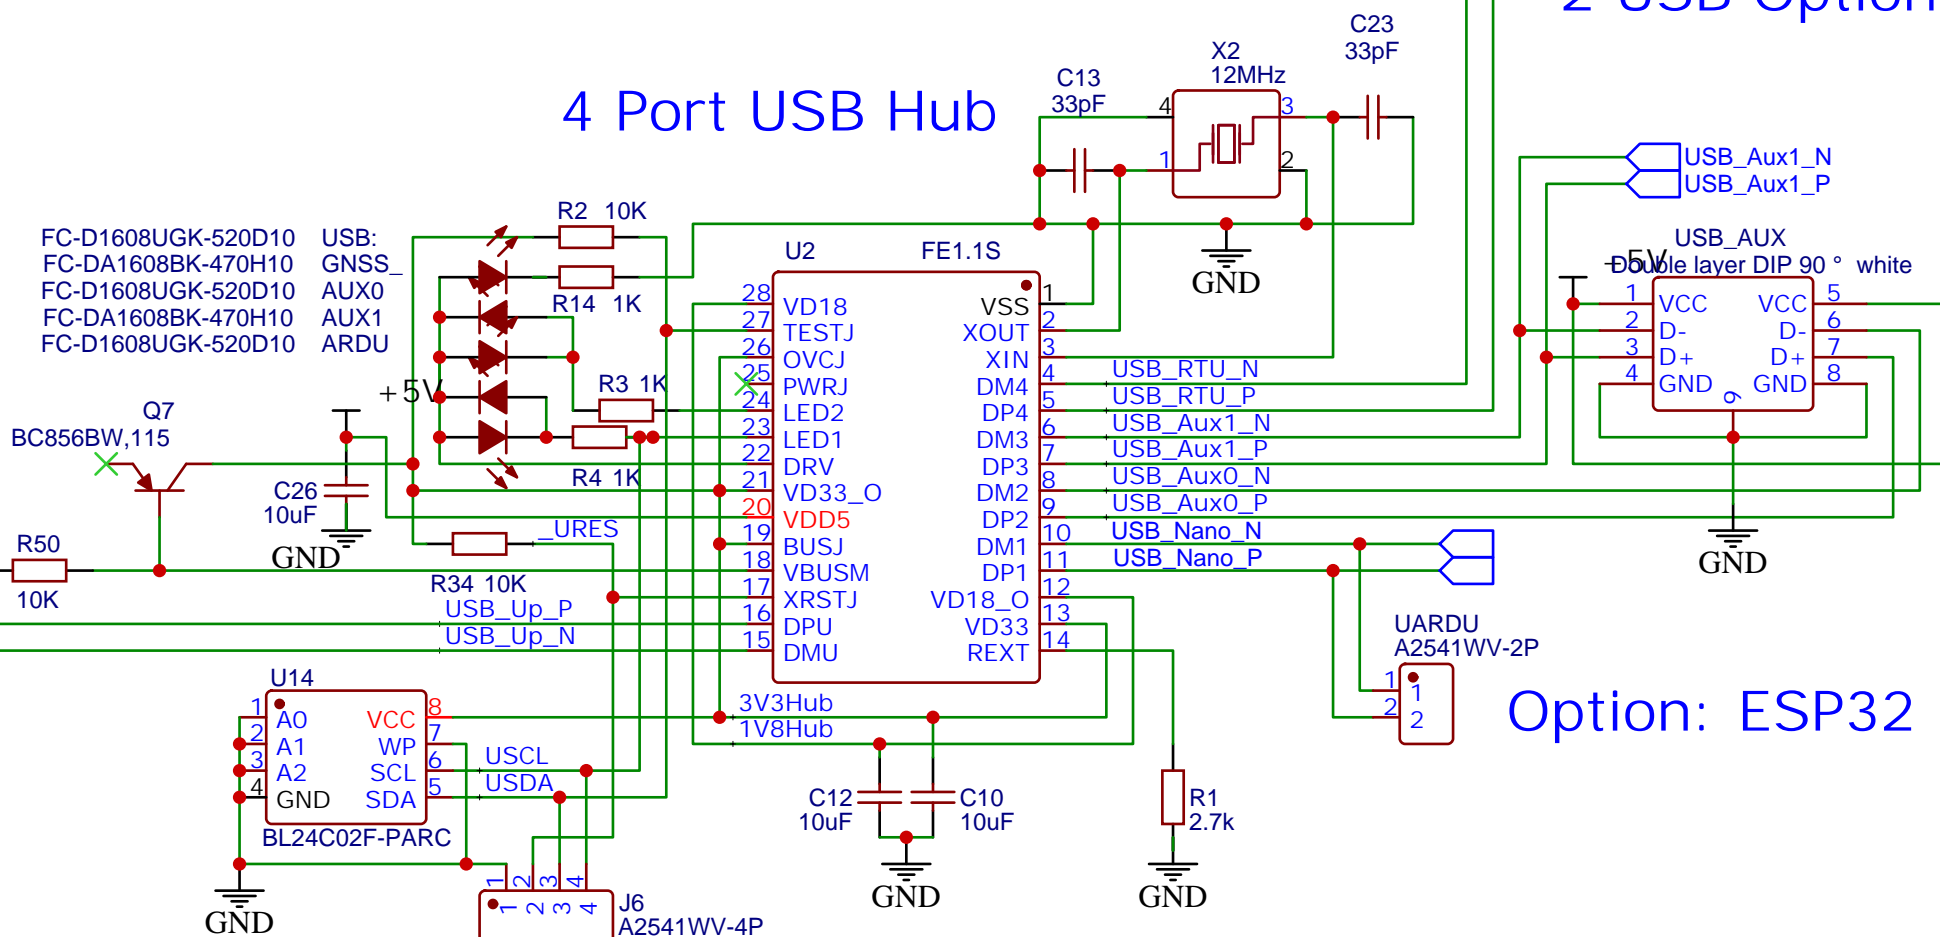 2 USB Option
C23
33pF
X2
12MHz
C13
33pF
4 Port USB Hub
4
3
1
2
USB_Aux1_N
USB_Aux1_P
R2 10K
FC-D1608UGK-520D10 USB:
FC-DA1608BK-470H10 GNSS_
FC-D1608UGK-520D10 AUX0
FC-DA1608BK-470H10 AUX1
FC-D1608UGK-520D10 ARDU
R14 1K
R3 1K
R4 1K
+5V
Q7
BC856BW,115
C26
10uF
GND
R50
10K
_URES
R34 10K
USB_Up_P
USB_Up_N
U2 FE1.1S
28 VD18
27 TESTJ
26 OVCJ
25 PWRJ
24 LED2
23 LED1
22 DRV
21 VD33_O
20 VDD5
19 BUSJ
18 VBUSM
17 XRSTJ
16 DPU
15 DMU
VSS 1
XOUT 2
XIN 3
DM4 4
DP4 5
DM3 6
DP3 7
DM2 8
DP2 9
DM1 10
DP1 11
VD18_O 12
VD33 13
REXT 14
GND
USB_RTU_N
USB_RTU_P
USB_Aux1_N
USB_Aux1_P
USB_Aux0_N
USB_Aux0_P
USB_Nano_N
USB_Nano_P
USB_AUX
+5V
Double layer DIP 90 ° white
1 VCC VCC 5
2 D- D- 6
3 D+ D+ 7
4 GND GND 8
9
GND
UARDU
A2541WV-2P
1 1
2 2
Option: ESP32
U14
1 A0 VCC 8
2 A1 WP 7
3 A2 SCL 6
4 GND SDA 5
BL24C02F-PARC
USCL
USDA
3V3Hub
1V8Hub
C12
10uF
C10
10uF
R1
2.7k
GND
GND
GND
1 2 3 4
1 2 3 4
J6
A2541WV-4P